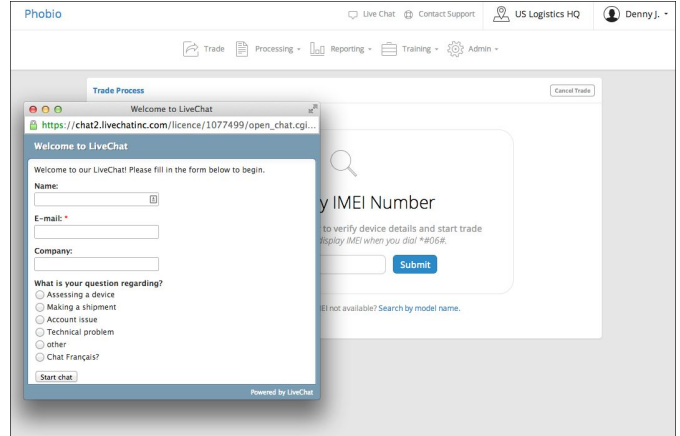 Phobio
Live Chat
Contact Support
US Logistics HQ
Denny J.
Trade
Processing
Reporting
Training
Admin
Trade Process
Cancel Trade
Welcome to LiveChat
https://chat2.livechatinc.com/licence/1077499/open_chat.cgi...
Welcome to LiveChat
Welcome to our LiveChat! Please fill in the form below to begin.
Name:
E-mail: *
Company:
What is your question regarding?
Assessing a device
Making a shipment
Account issue
Technical problem
other
Chat Français?
Start chat
Powered by LiveChat
y IMEI Number
to verify device details and start trade
display IMEI when you dial *#06#.
Submit
EI not available? Search by model name.